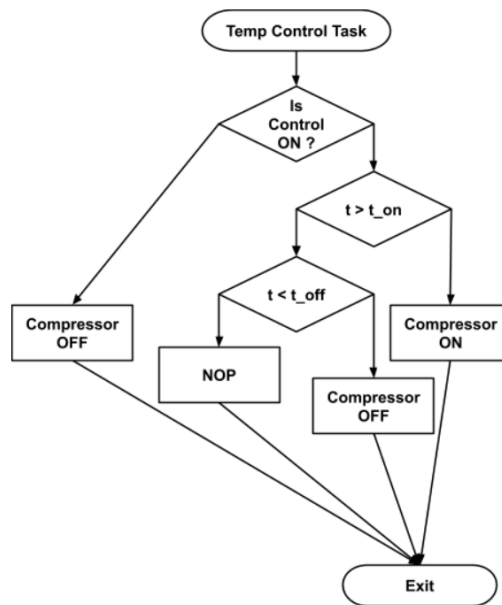 Temp Control Task
Is
Control
ON ?
t > t_on
t < t_off
Compressor
OFF
Compressor
ON
NOP
Compressor
OFF
Exit